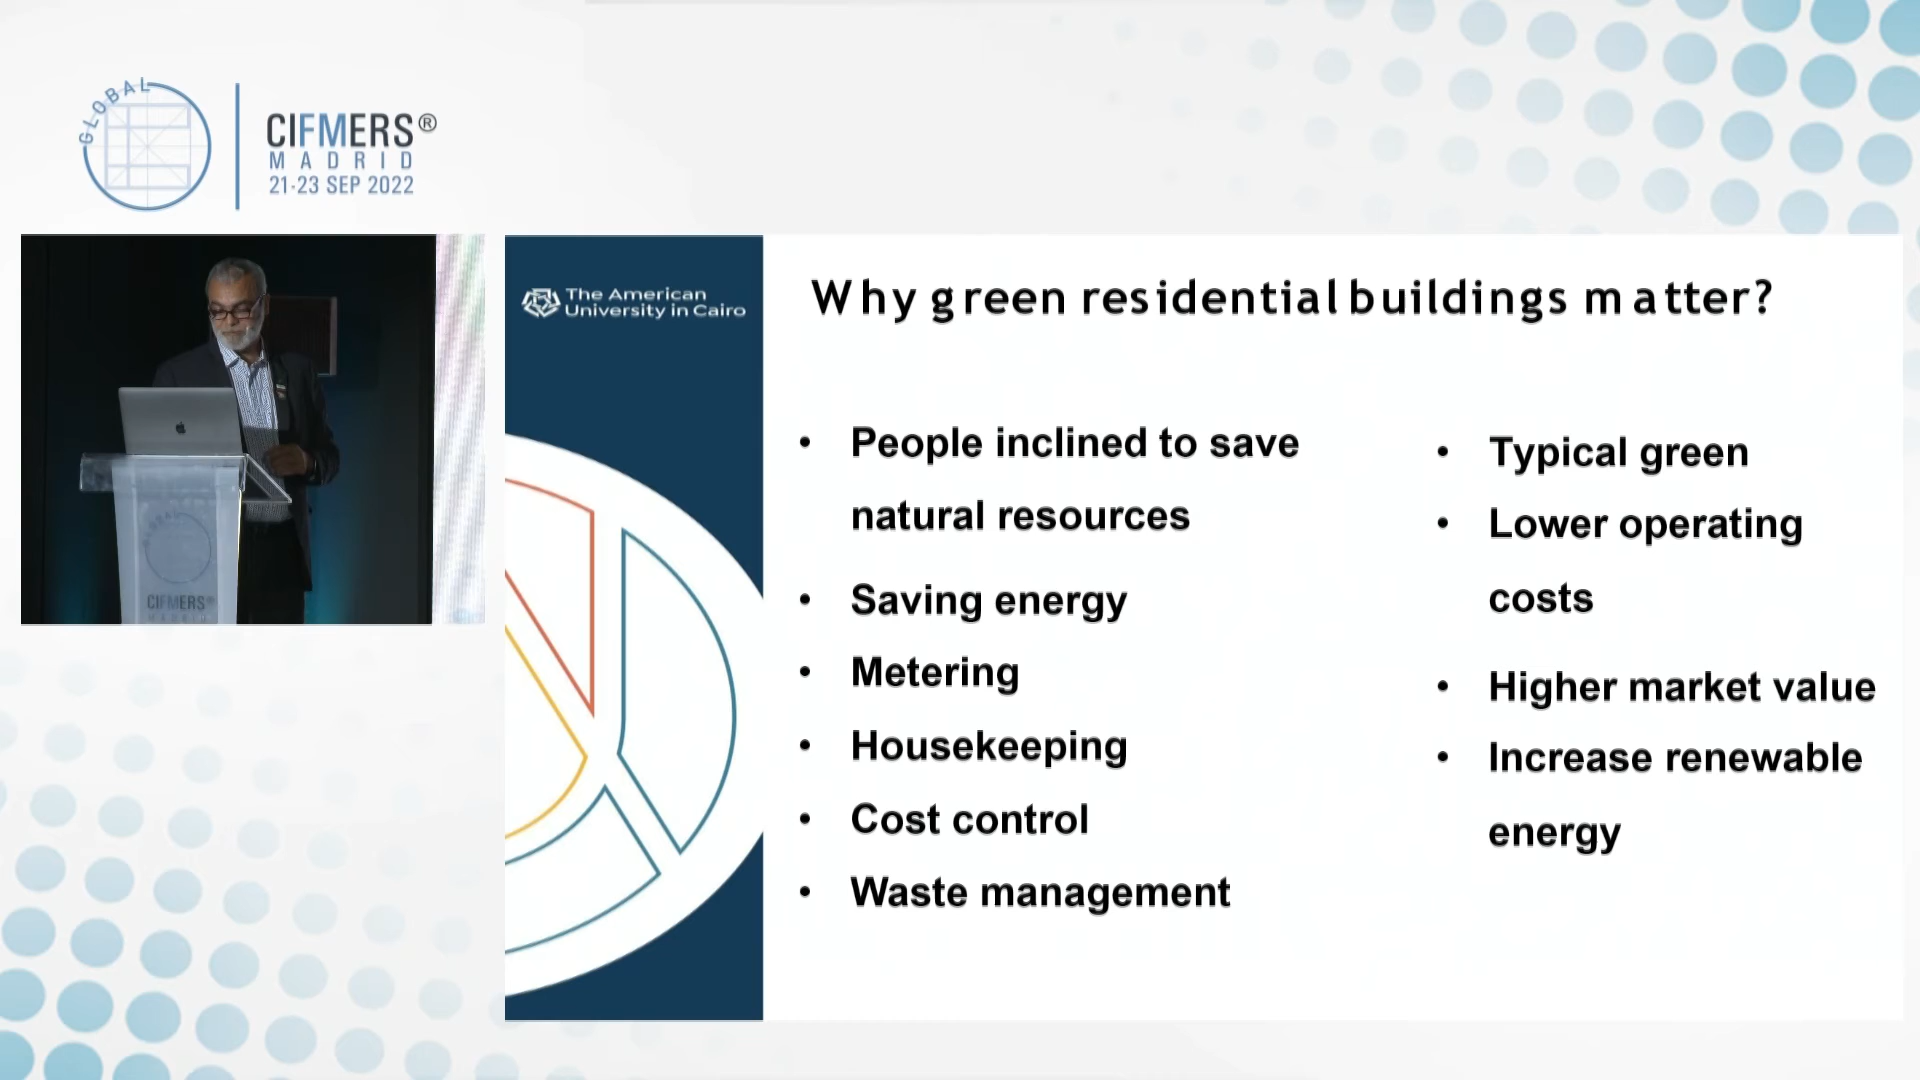 GLOBAL
CIFMERS®
MADRID
21-23 SEP 2022
CIFMERS®
MADRID
The American
University in Cairo
Why green residential buildings matter?
• People inclined to save
natural resources
• Saving energy
• Metering
• Housekeeping
• Cost control
• Waste management
• Typical green
• Lower operating
costs
• Higher market value
• Increase renewable
energy